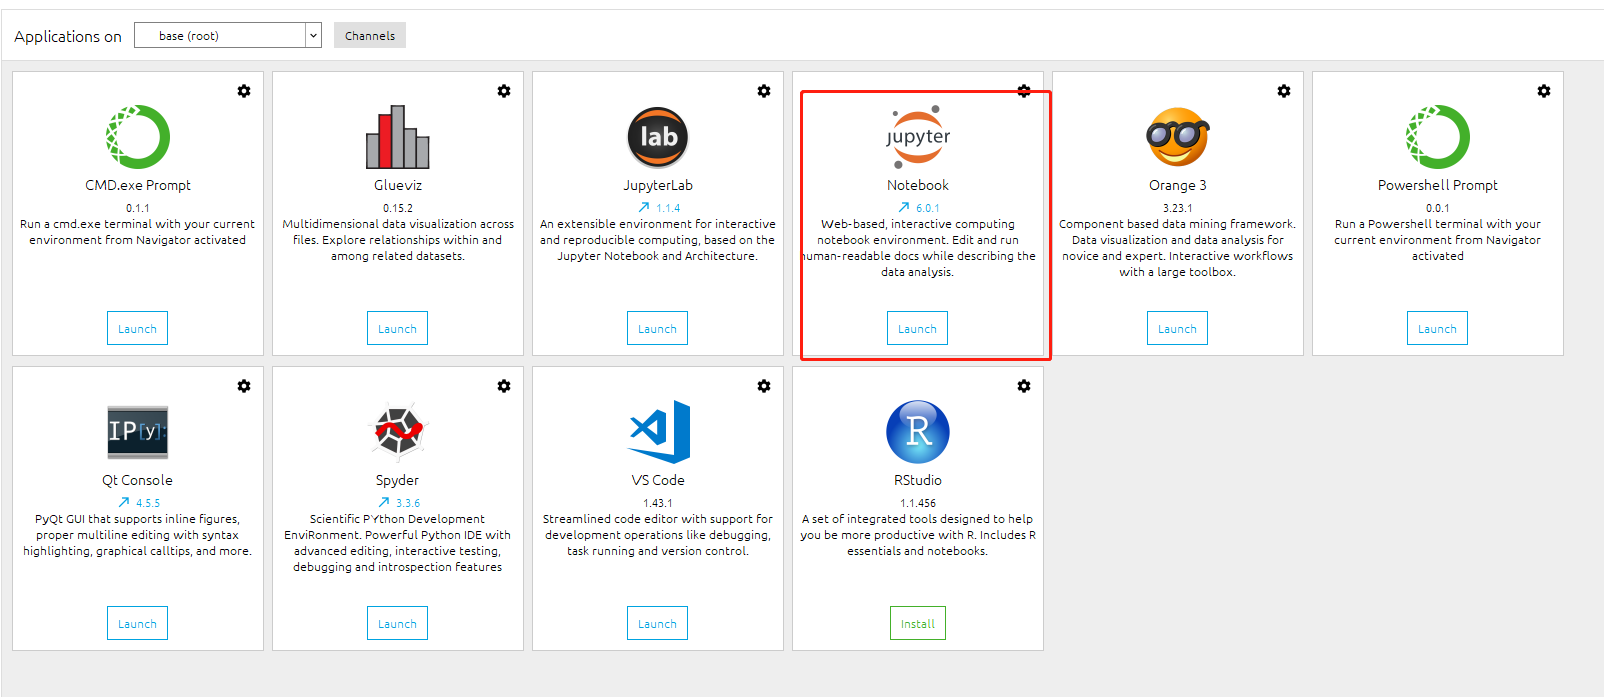 Applications on
base (root)
Channels
CMD.exe Prompt
0.1.1
Run a cmd.exe terminal with your current
environment from Navigator activated
Launch
Glueviz
0.15.2
Multidimensional data visualization across
files. Explore relationships within and
among related datasets.
Launch
lab
JupyterLab
1.1.4
An extensible environment for interactive
and reproducible computing, based on the
Jupyter Notebook and Architecture.
Launch
jupyter
Notebook
6.0.1
Web-based, interactive computing
notebook environment. Edit and run
human-readable docs while describing the
data analysis.
Launch
Orange 3
3.23.1
Component based data mining framework.
Data visualization and data analysis for
novice and expert. Interactive workflows
with a large toolbox.
Launch
Powershell Prompt
0.0.1
Run a Powershell terminal with your
current environment from Navigator
activated
Launch
IP[y]:
Qt Console
4.5.5
PyQt GUI that supports inline figures,
proper multiline editing with syntax
highlighting, graphical calltips, and more.
Launch
Spyder
3.3.6
Scientific PYthon Development
EnviRonment. Powerful Python IDE with
advanced editing, interactive testing,
debugging and introspection features
Launch
VS Code
1.43.1
Streamlined code editor with support for
development operations like debugging,
task running and version control.
Launch
R
RStudio
1.1.456
A set of integrated tools designed to help
you be more productive with R. Includes R
essentials and notebooks.
Install